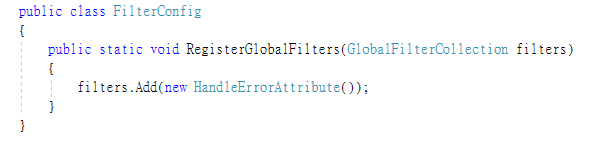 public class FilterConfig
{
    public static void RegisterGlobalFilters(GlobalFilterCollection filters)
    {
        filters.Add(new HandleErrorAttribute());
    }
}